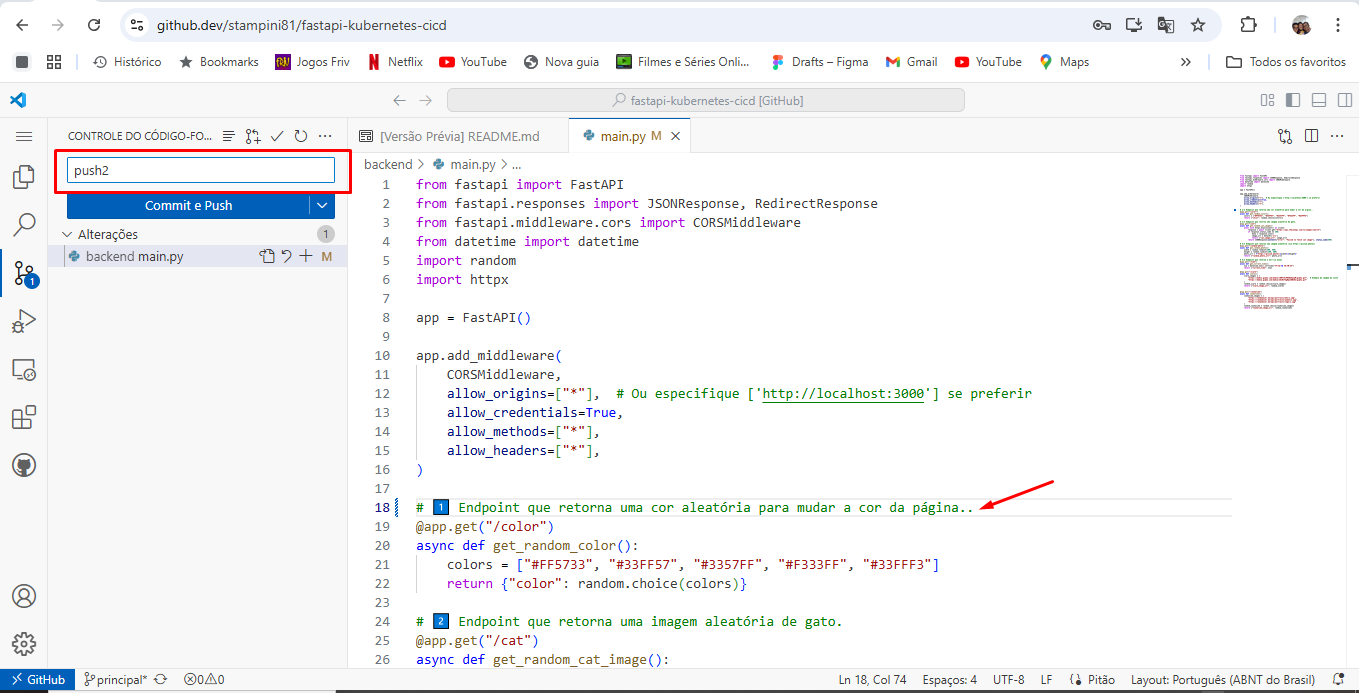 github.dev/stampini81/fastapi-kubernetes-cicd
Histórico Bookmarks Jogos Friv Netflix YouTube Nova guia Filmes e Séries Onli... Drafts – Figma Gmail YouTube Maps Todos os favoritos
fastapi-kubernetes-cicd [GitHub]
CONTROLE DO CÓDIGO-FO...
push2
Commit e Push
Alterações 1
backend main.py M
1
[Versão Prévia] README.md main.py M
backend > main.py > ...
1 from fastapi import FastAPI
2 from fastapi.responses import JSONResponse, RedirectResponse
3 from fastapi.middleware.cors import CORSMiddleware
4 from datetime import datetime
5 import random
6 import httpx
7
8 app = FastAPI()
9
10 app.add_middleware(
11 CORSMiddleware,
12 allow_origins=["*"], # Ou especifique ['http://localhost:3000'] se preferir
13 allow_credentials=True,
14 allow_methods=["*"],
15 allow_headers=["*"],
16 )
17
18 # 1 Endpoint que retorna uma cor aleatória para mudar a cor da página..
19 @app.get("/color")
20 async def get_random_color():
21 colors = ["#FF5733", "#33FF57", "#3357FF", "#F333FF", "#33FFF3"]
22 return {"color": random.choice(colors)}
23
24 # 2 Endpoint que retorna uma imagem aleatória de gato.
25 @app.get("/cat")
26 async def get_random_cat_image():
GitHub principal* 0 0 Ln 18, Col 74 Espaços: 4 UTF-8 LF Pitão Layout: Português (ABNT do Brasil)